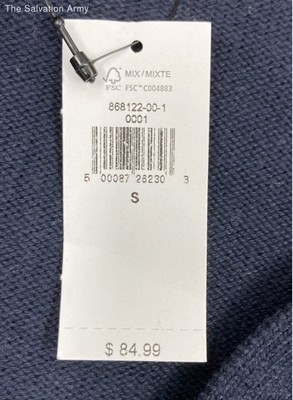 The Salvation Army
MIX/MIXTE
FSC FSC™C004883
868122-00-1
0001
5 00087 26230 3
S
$ 84.99